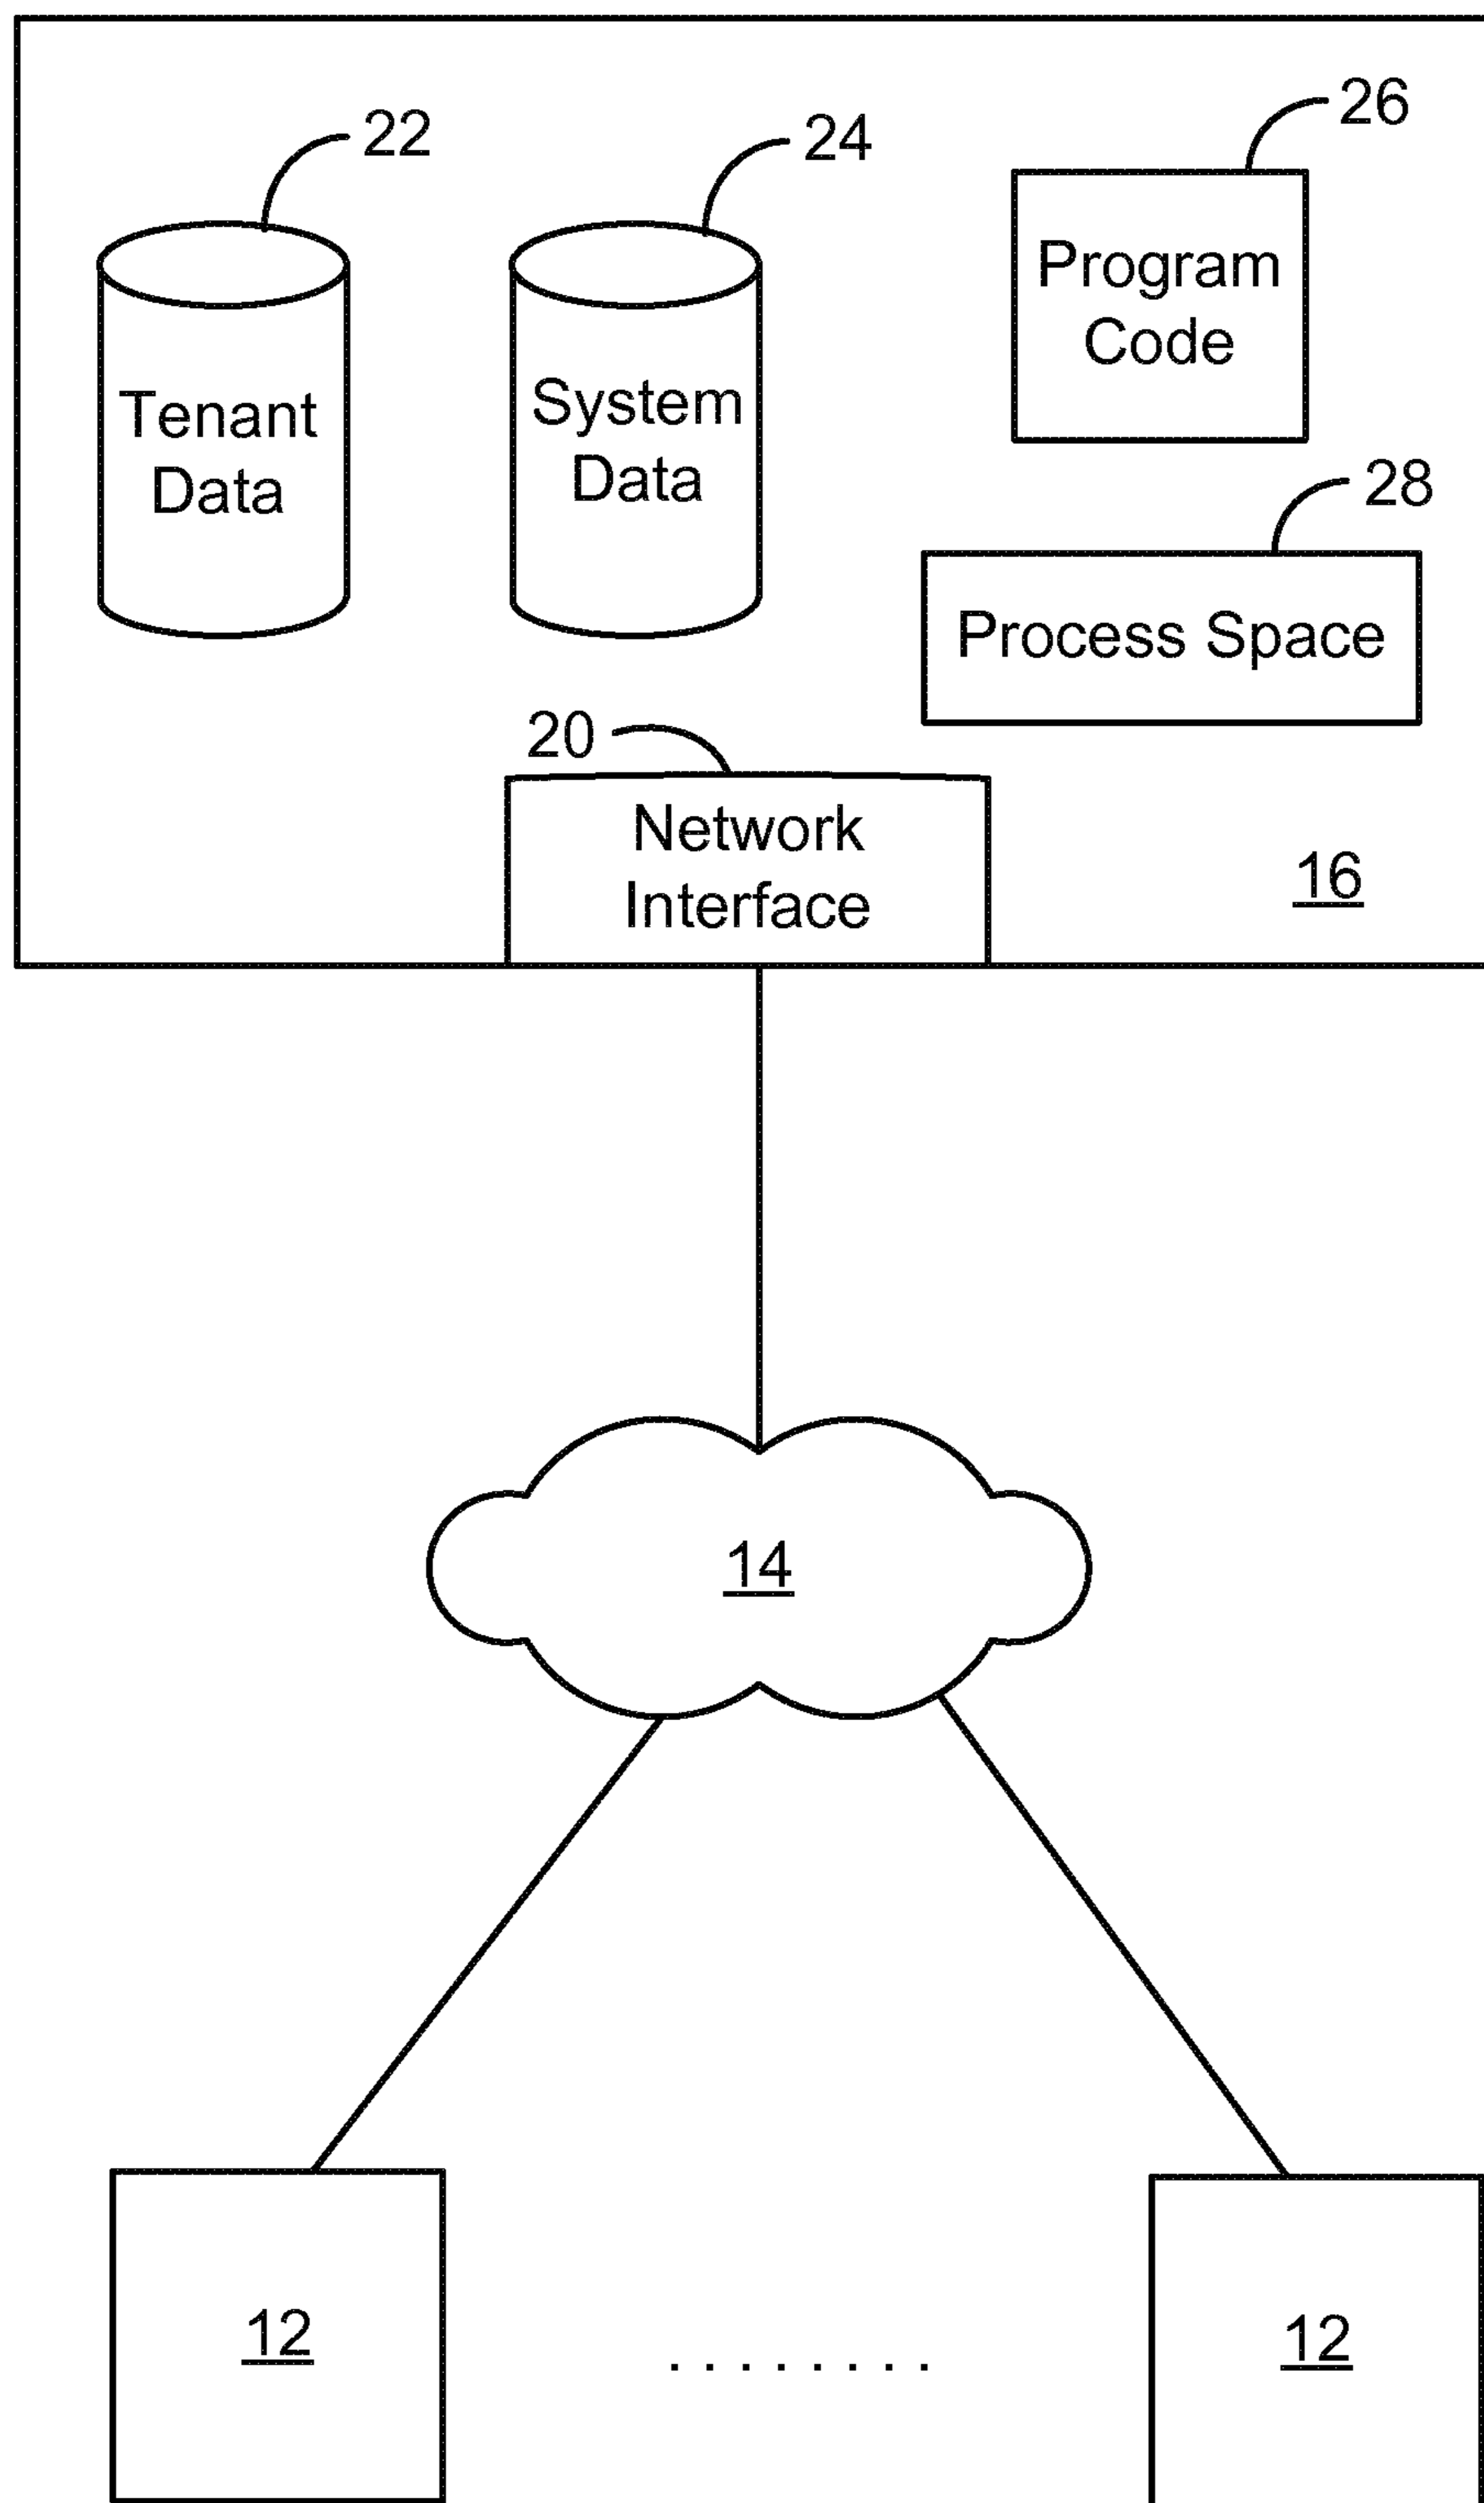 22
24
26
Program
Code
Tenant
Data
System
Data
28
Process Space
20
Network
Interface
16
14
12
. . . . . . . .
12